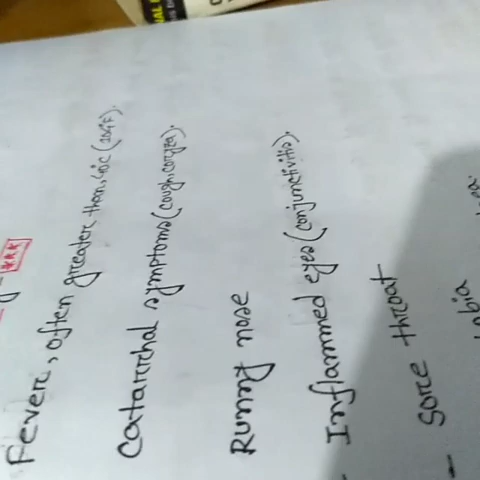 ***
Fever, often greater than 40°c (104°F).
Catarrhal symptoms (cough, coryza).
Runny nose
- Inflammed eyes (conjunctivitis).
- Sore throat